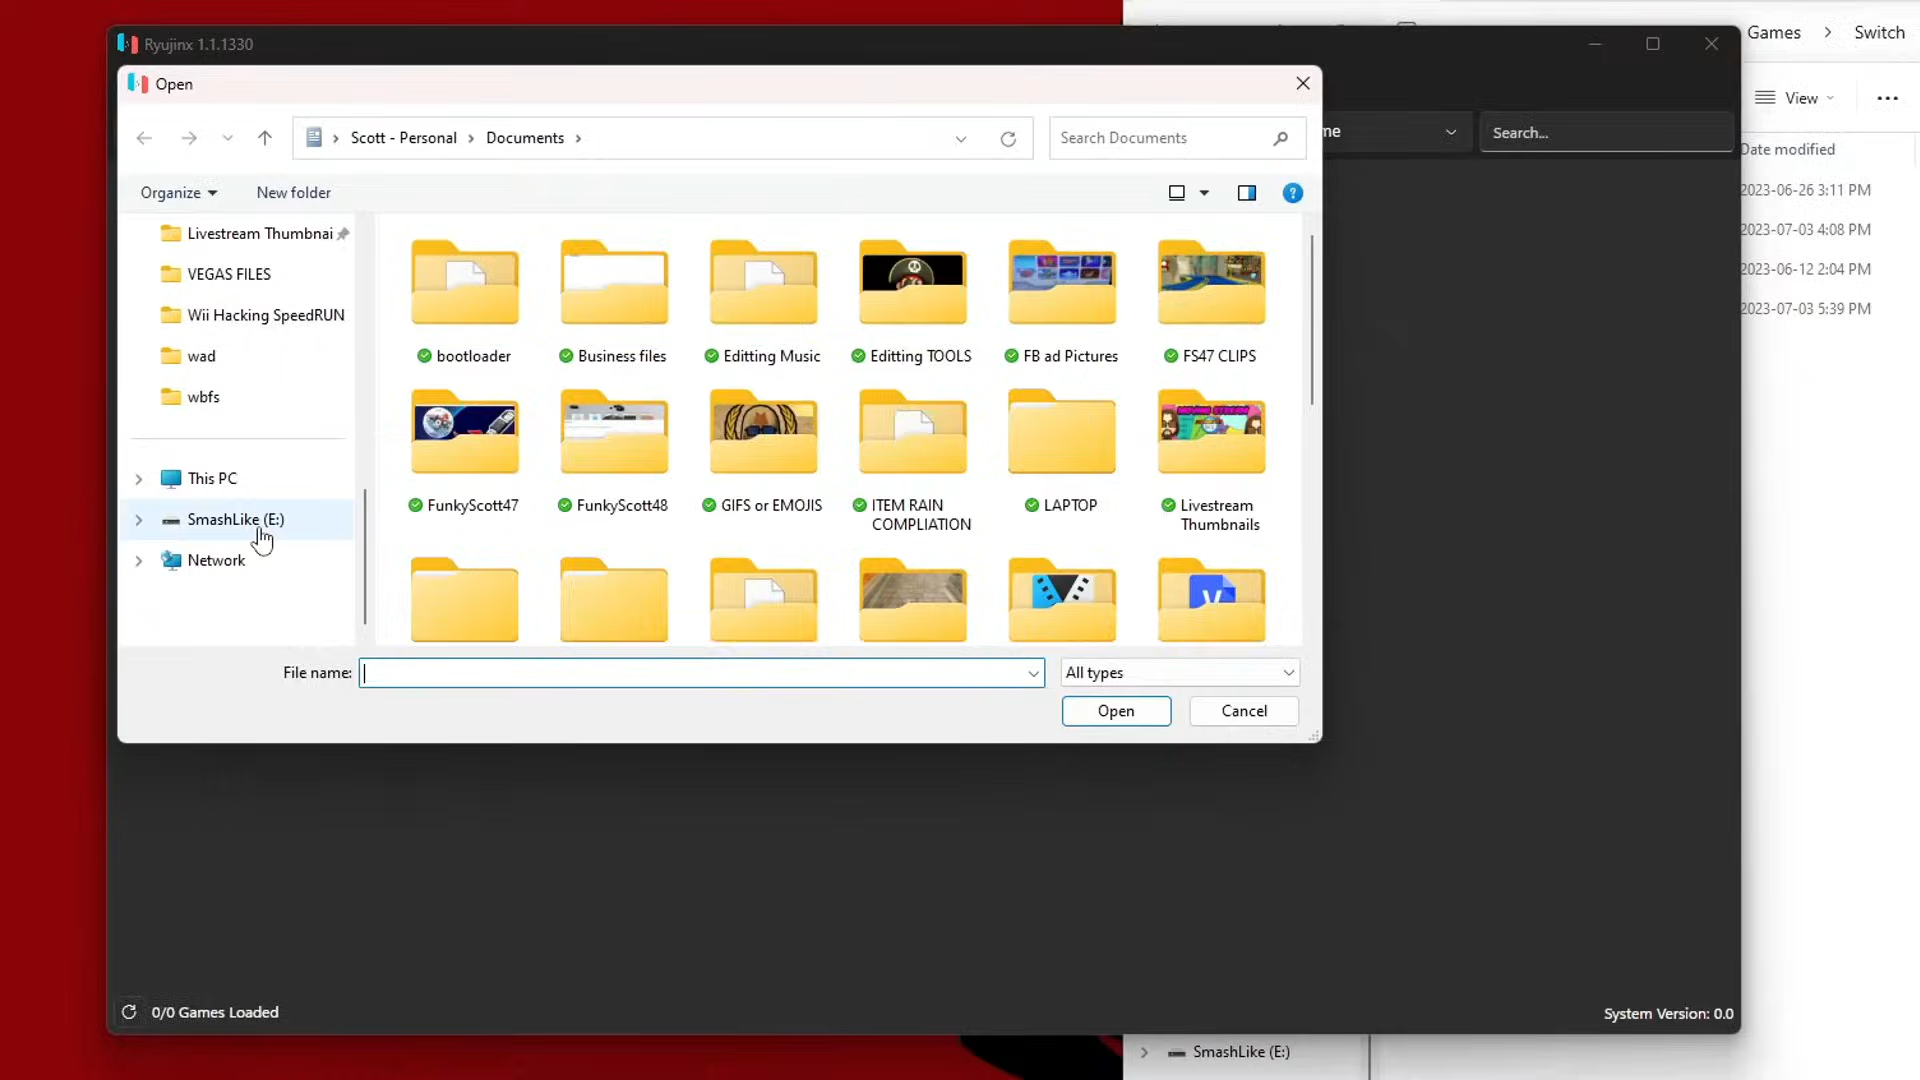 Ryujinx 1.1.1330
Games > Switch
Open
View
Scott - Personal > Documents >
Search Documents
me
Search...
Date modified
Organize
New folder
2023-06-26 3:11 PM
2023-07-03 4:08 PM
2023-06-12 2:04 PM
2023-07-03 5:39 PM
Livestream Thumbnai
VEGAS FILES
Wii Hacking SpeedRUN
wad
wbfs
This PC
SmashLike (E:)
Network
bootloader
Business files
Editting Music
Editting TOOLS
FB ad Pictures
FS47 CLIPS
FunkyScott47
FunkyScott48
GIFS or EMOJIS
ITEM RAIN
COMPLIATION
LAPTOP
Livestream
Thumbnails
File name:
All types
Open
Cancel
0/0 Games Loaded
System Version: 0.0
SmashLike (E:)